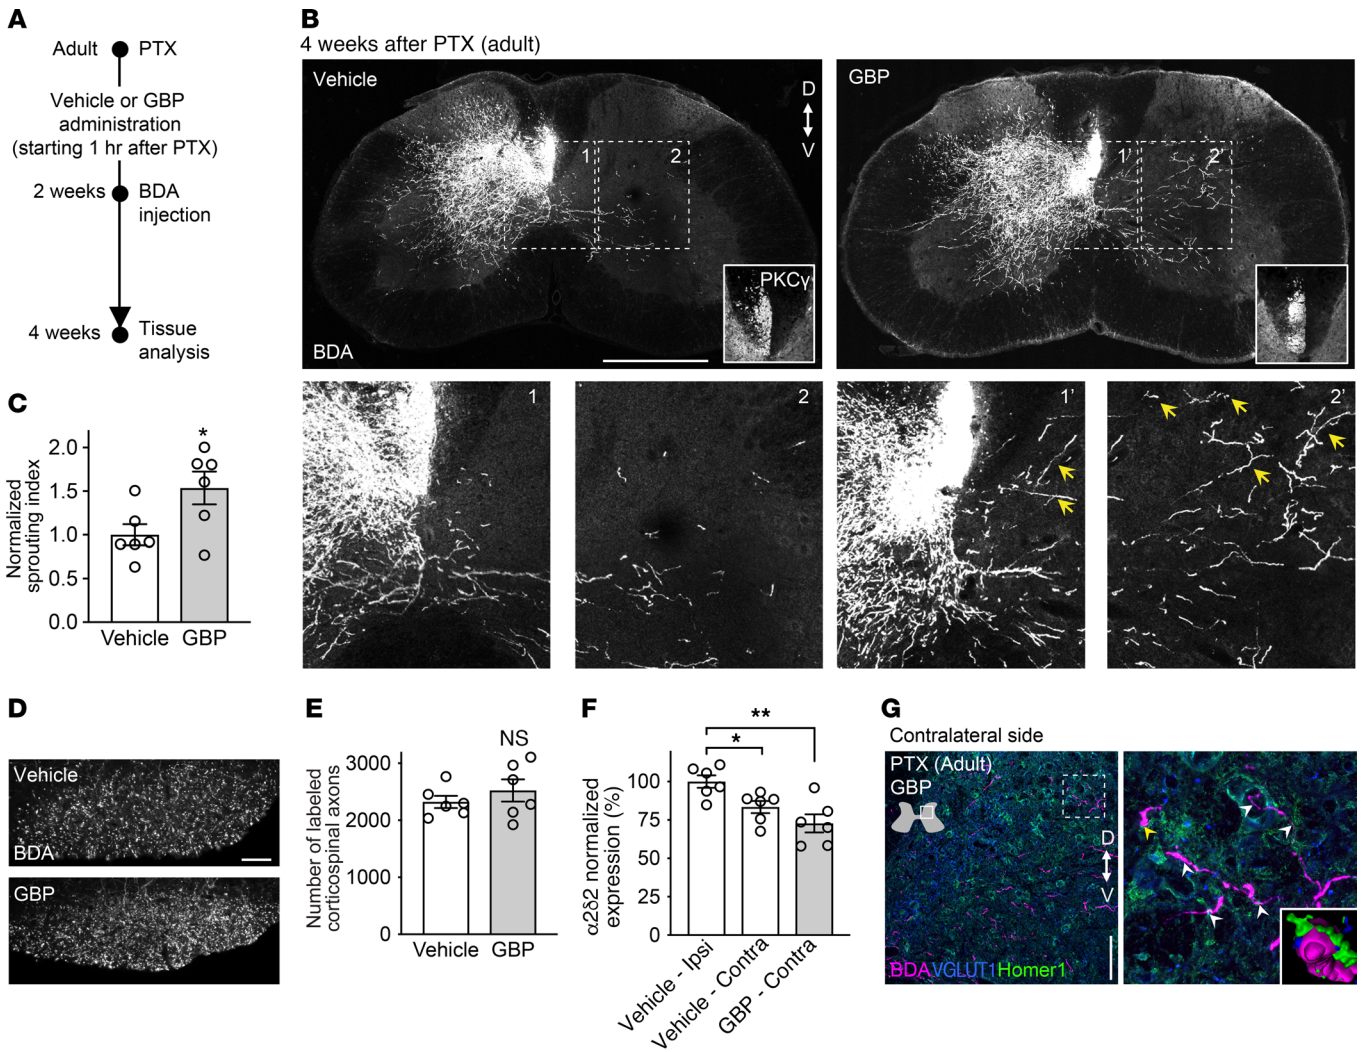 A
Adult
PTX
Vehicle or GBP
administration
(starting 1 hr after PTX)
2 weeks
BDA
injection
4 weeks
Tissue
analysis
B
4 weeks after PTX (adult)
Vehicle
D
V
1
2
PKCγ
BDA
GBP
1'
2'
1
2
1'
2'
C
Normalized
sprouting index
2.0
1.5
1.0
0.5
0.0
*
Vehicle
GBP
D
Vehicle
BDA
GBP
E
Number of labeled
corticospinal axons
3000
2000
1000
0
NS
Vehicle
GBP
F
α2δ2 normalized
expression (%)
100
75
50
25
0
*
**
Vehicle - Ipsi
Vehicle - Contra
GBP - Contra
G
Contralateral side
PTX (Adult)
GBP
D
V
BDA VGLUT1 Homer1